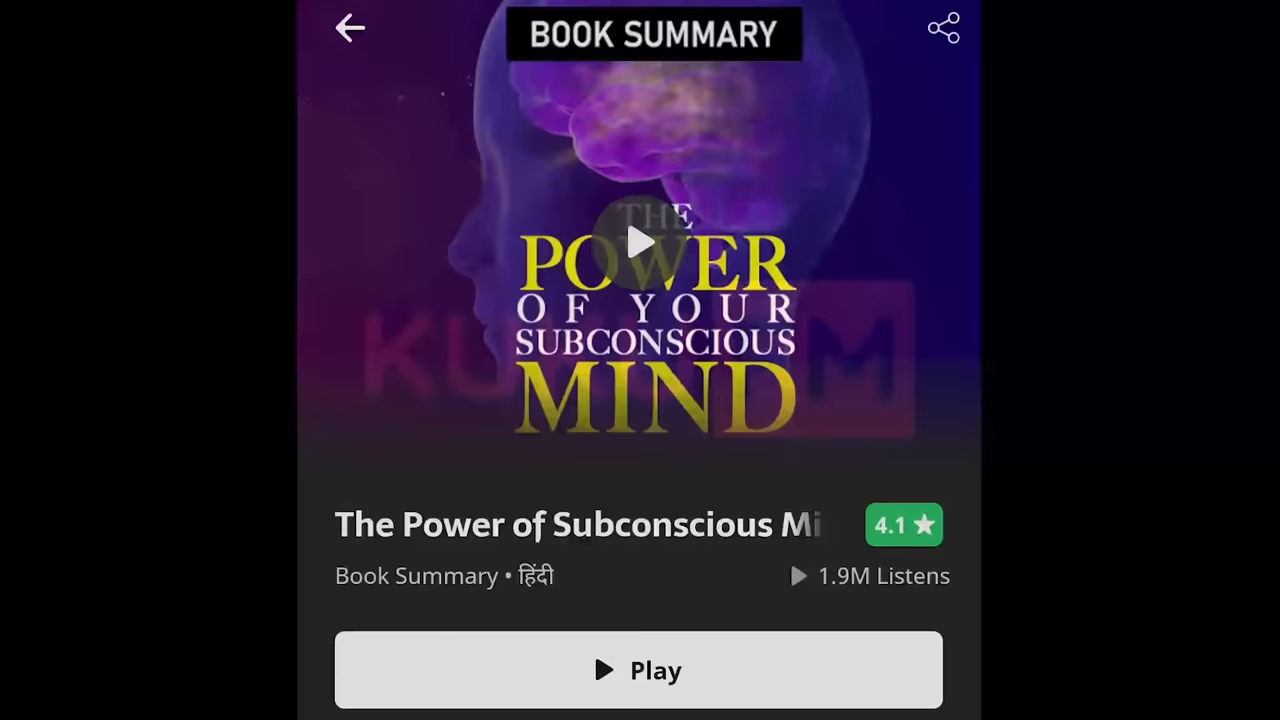 BOOK SUMMARY
THE
POWER
OF YOUR
SUBCONSCIOUS
MIND
The Power of Subconscious Mi
4.1 ★
Book Summary • हिंदी
1.9M Listens
Play